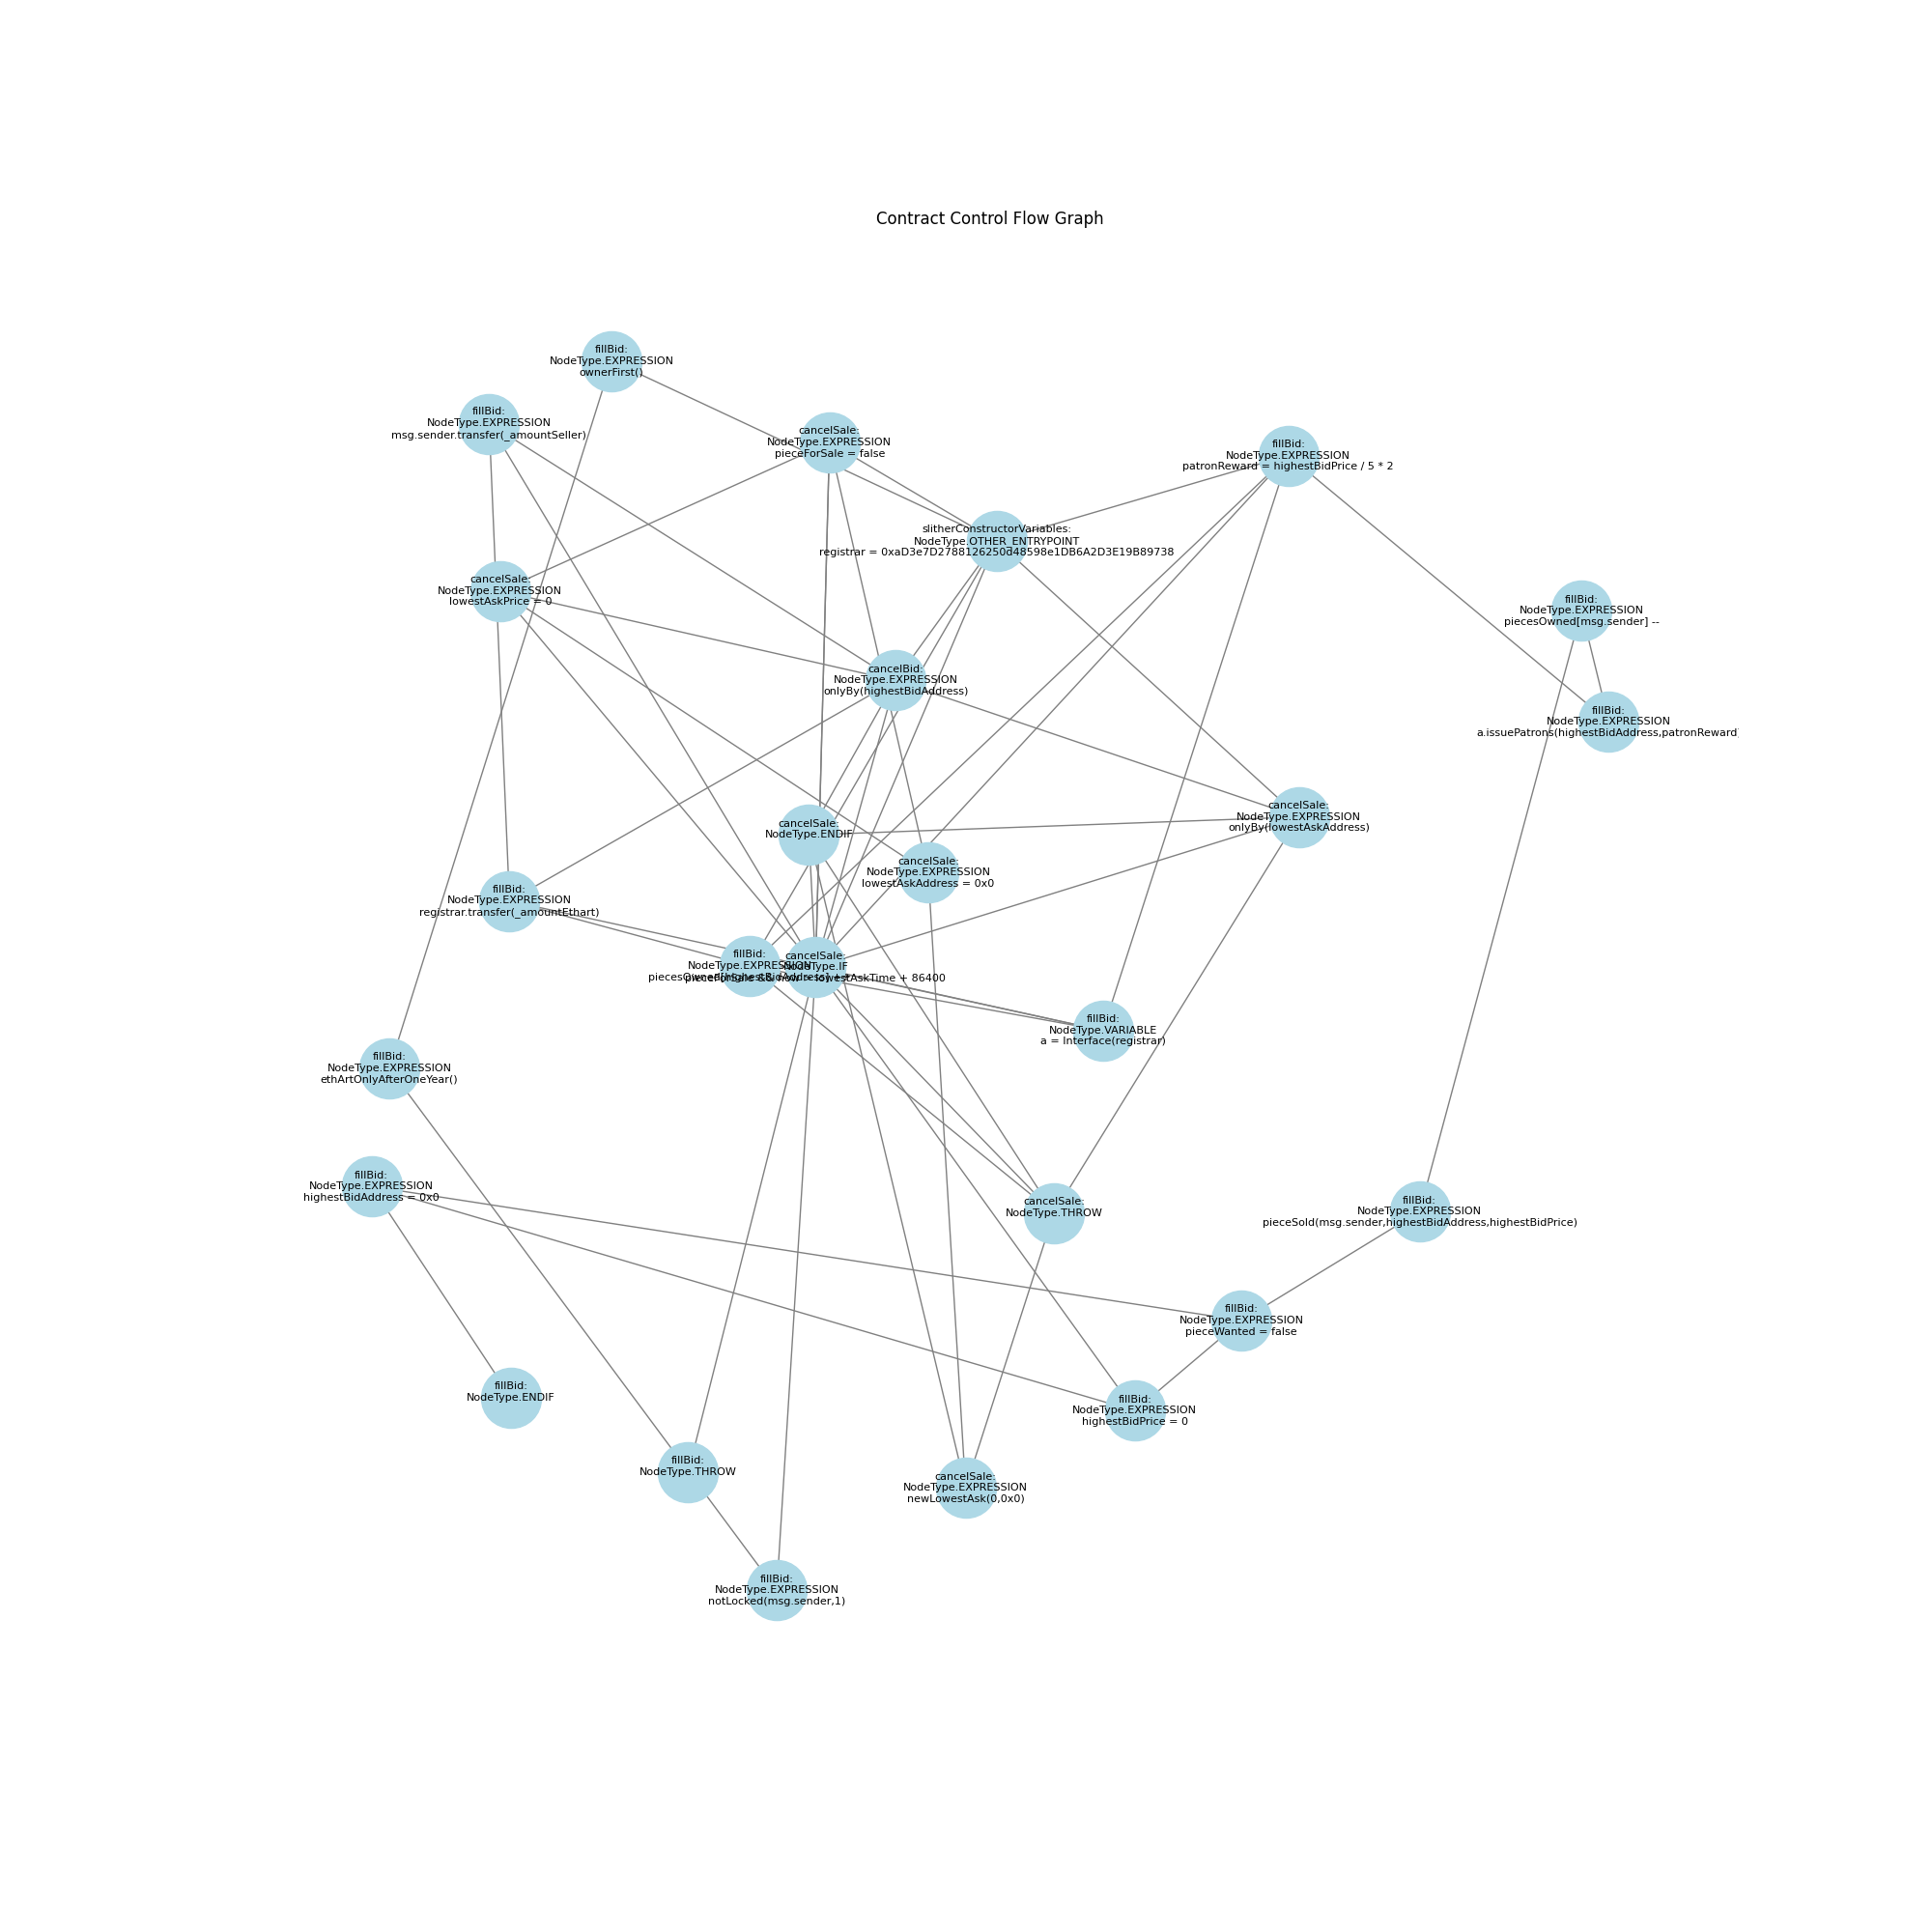 Contract Control Flow Graph
fillBid:
NodeType.EXPRESSION
ownerFirst()
fillBid:
NodeType.EXPRESSION
msg.sender.transfer(_amountSeller)
cancelSale:
NodeType.EXPRESSION
pieceForSale = false
fillBid:
NodeType.EXPRESSION
patronReward = highestBidPrice / 5 * 2
slitherConstructorVariables:
NodeType.OTHER_ENTRYPOINT
registrar = 0xaD3e7D2788126250d48598e1DB6A2D3E19B89738
cancelSale:
NodeType.EXPRESSION
lowestAskPrice = 0
fillBid:
NodeType.EXPRESSION
piecesOwned[msg.sender] --
cancelBid:
NodeType.EXPRESSION
onlyBy(highestBidAddress)
fillBid:
NodeType.EXPRESSION
a.issuePatrons(highestBidAddress,patronReward)
cancelSale:
NodeType.EXPRESSION
onlyBy(lowestAskAddress)
cancelSale:
NodeType.ENDIF
cancelSale:
NodeType.EXPRESSION
lowestAskAddress = 0x0
fillBid:
NodeType.EXPRESSION
registrar.transfer(_amountEthart)
fillBid:
NodeType.EXPRESSION
piecesOwned[highestBidAddress] ++
cancelSale:
NodeType.IF
pieceForSale && now > lowestAskTime + 86400
fillBid:
NodeType.VARIABLE
a = Interface(registrar)
fillBid:
NodeType.EXPRESSION
ethArtOnlyAfterOneYear()
fillBid:
NodeType.EXPRESSION
highestBidAddress = 0x0
cancelSale:
NodeType.THROW
fillBid:
NodeType.EXPRESSION
pieceSold(msg.sender,highestBidAddress,highestBidPrice)
fillBid:
NodeType.EXPRESSION
pieceWanted = false
fillBid:
NodeType.ENDIF
fillBid:
NodeType.EXPRESSION
highestBidPrice = 0
fillBid:
NodeType.THROW
cancelSale:
NodeType.EXPRESSION
newLowestAsk(0,0x0)
fillBid:
NodeType.EXPRESSION
notLocked(msg.sender,1)